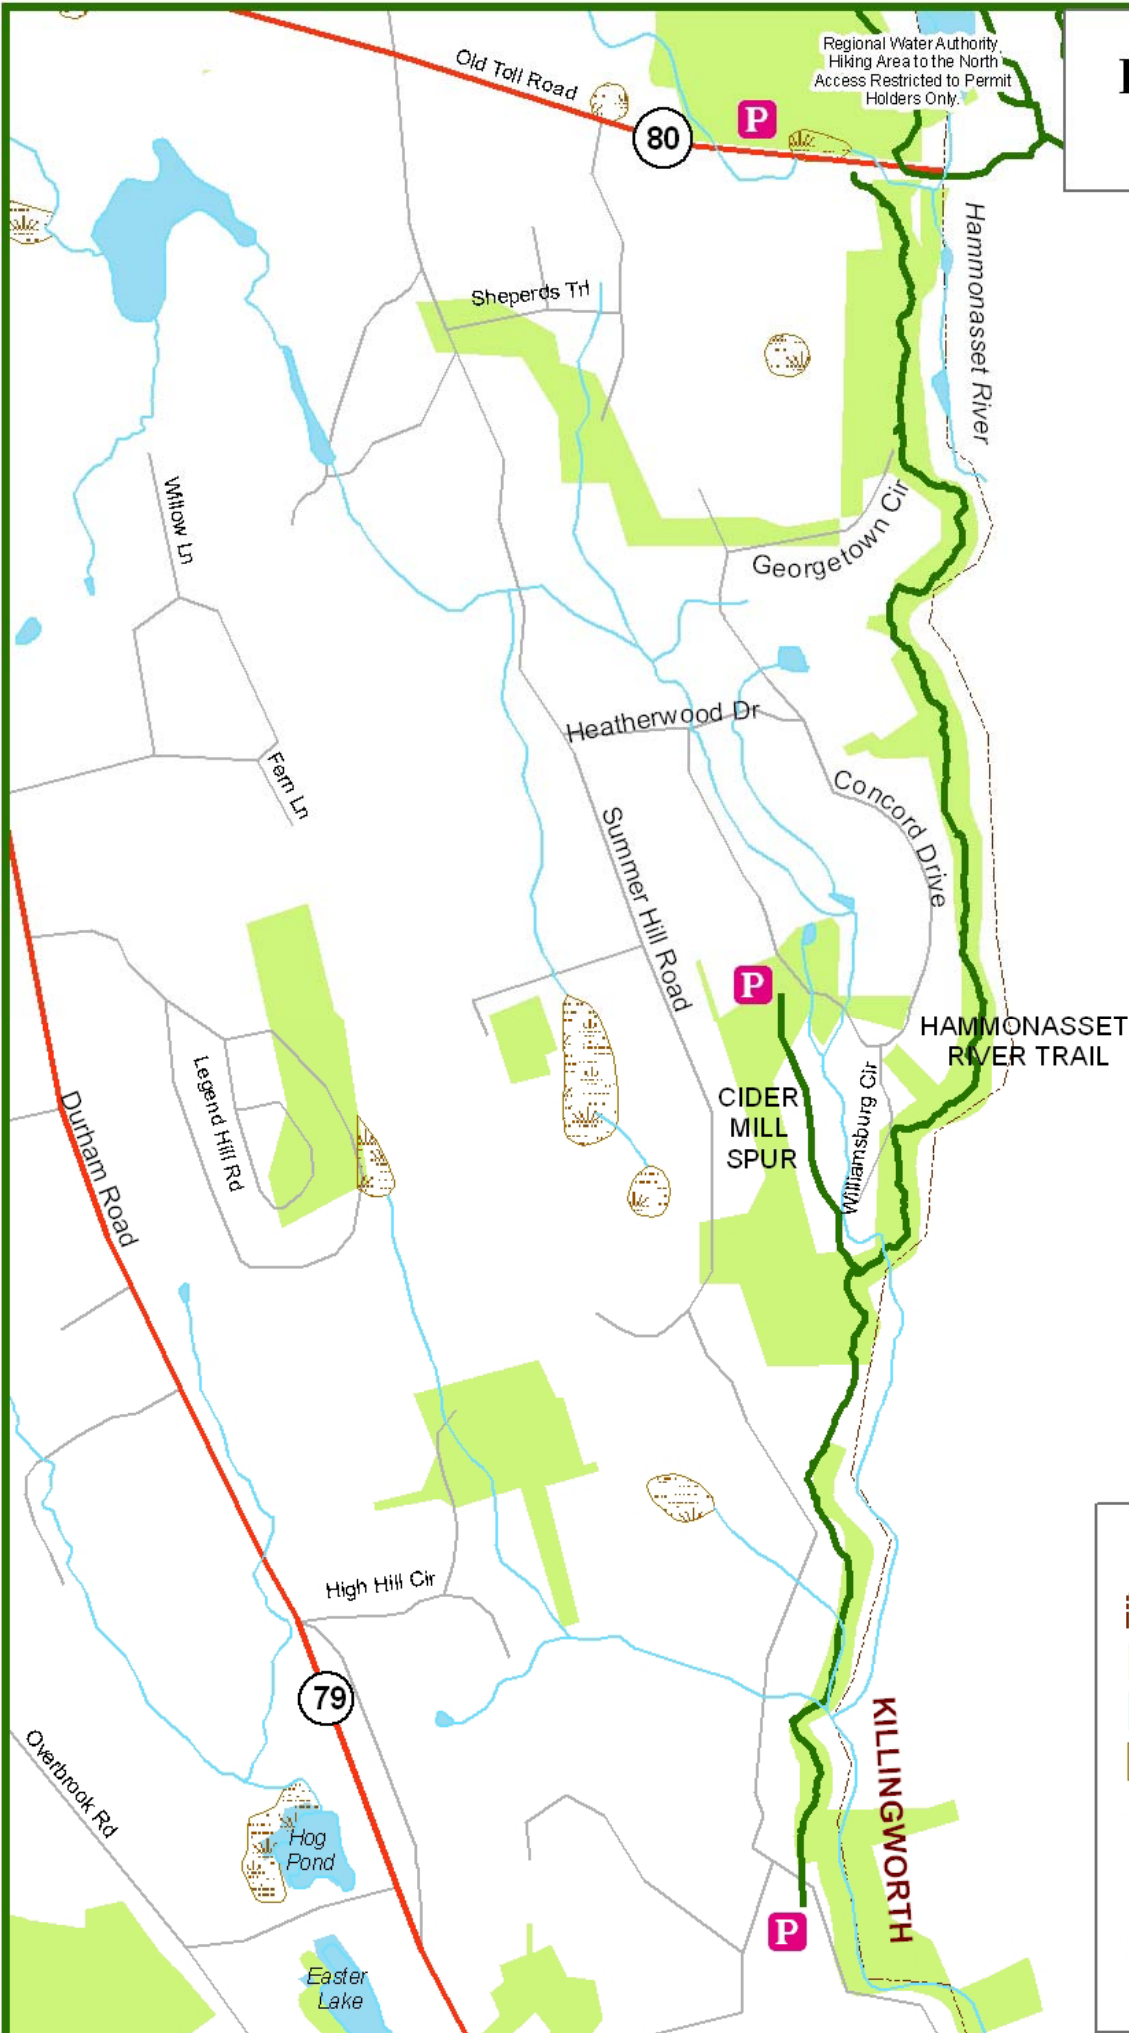 Old Toll Road
80
P
Regional Water Authority
Hiking Area to the North
Access Restricted to Permit
Holders Only.
Hammonasset River
Sheperds Trl
Willow Ln
Georgetown Cir
Heatherwood Dr
Fern Ln
Concord Drive
Summer Hill Road
P
HAMMONASSET
RIVER TRAIL
CIDER
MILL
SPUR
Williamsburg Cir
Legend Hill Rd
Durham Road
High Hill Cir
79
KILLINGWORTH
Overbrook Rd
Hog
Pond
P
Easter
Lake